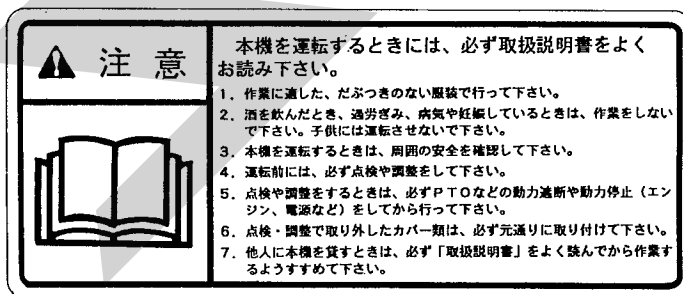 注 意
本機を運転するときには、必ず取扱説明書をよく
お読み下さい。
1．作業に適した、だぶつきのない服装で行って下さい。
2．酒を飲んだとき、過労ぎみ、病気や妊娠しているときは、作業をしない
で下さい。子供には運転させないで下さい。
3．本機を運転するときは、周囲の安全を確認して下さい。
4．運転前には、必ず点検や調整をして下さい。
5．点検や調整をするときは、必ずＰＴＯなどの動力遮断や動力停止（エン
ジン、電源など）をしてから行って下さい。
6．点検・調整で取り外したカバー類は、必ず元通りに取り付けて下さい。
7．他人に本機を貸すときは、必ず「取扱説明書」をよく読んでから作業す
るようすすめて下さい。